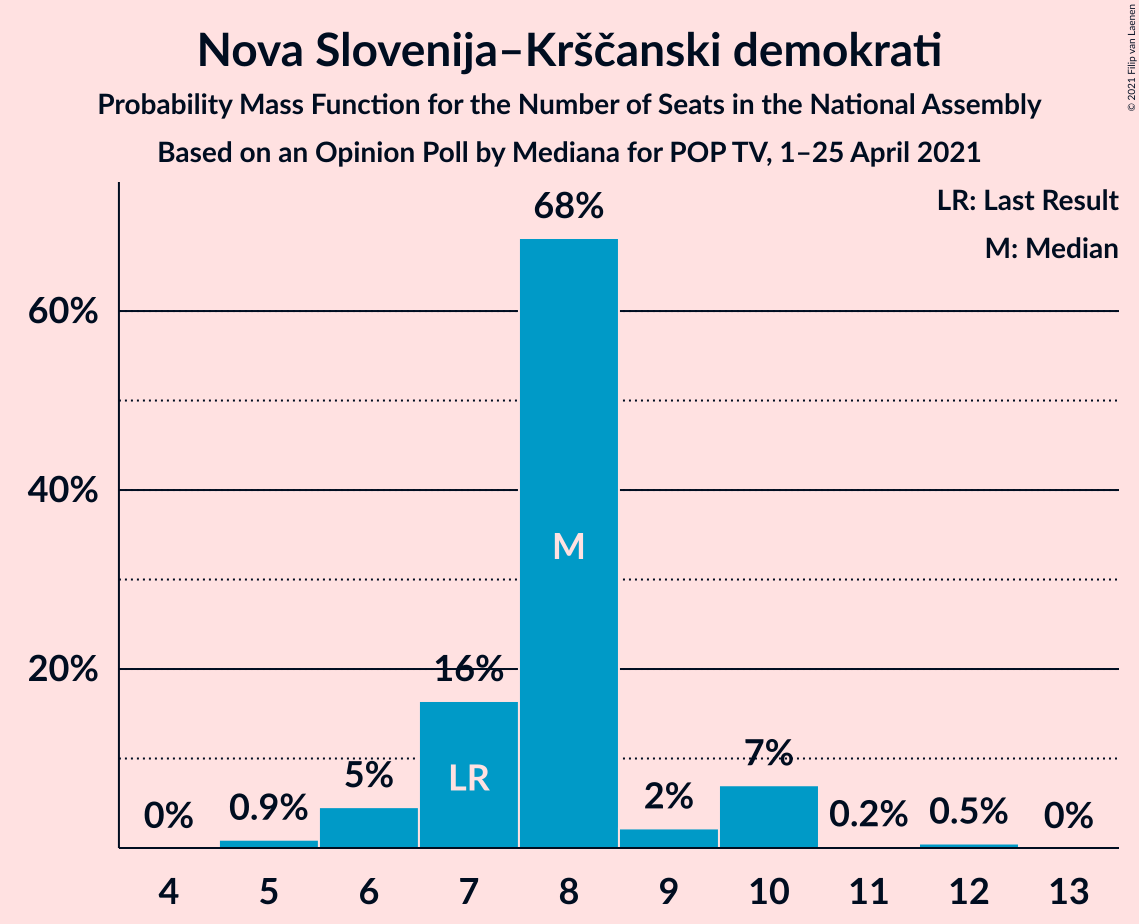 Nova Slovenija–Krščanski demokrati
Probability Mass Function for the Number of Seats in the National Assembly
Based on an Opinion Poll by Mediana for POP TV, 1–25 April 2021
© 2021 Filip van Laenen
LR: Last Result
M: Median
68%
60%
40%
M
20%
16%
LR
0%
0.9%
5%
2%
7%
0.2%
0.5%
0%
4 5 6 7 8 9 10 11 12 13